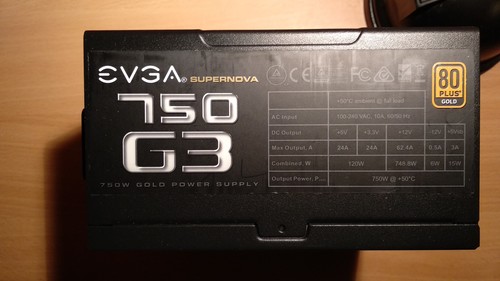 EVGA® SUPERNOVA
750
G3
750W GOLD POWER SUPPLY
80
PLUS®
GOLD
+50°C ambient @ full load
AC Input 100-240 VAC, 10A, 60/50 Hz
DC Output +5V +3.3V +12V -12V +5Vsb
Max Output, A 24A 24A 62.4A 0.5A 3A
Combined, W 120W 748.8W 6W 15W
Output Power, P... 750W @ +50°C